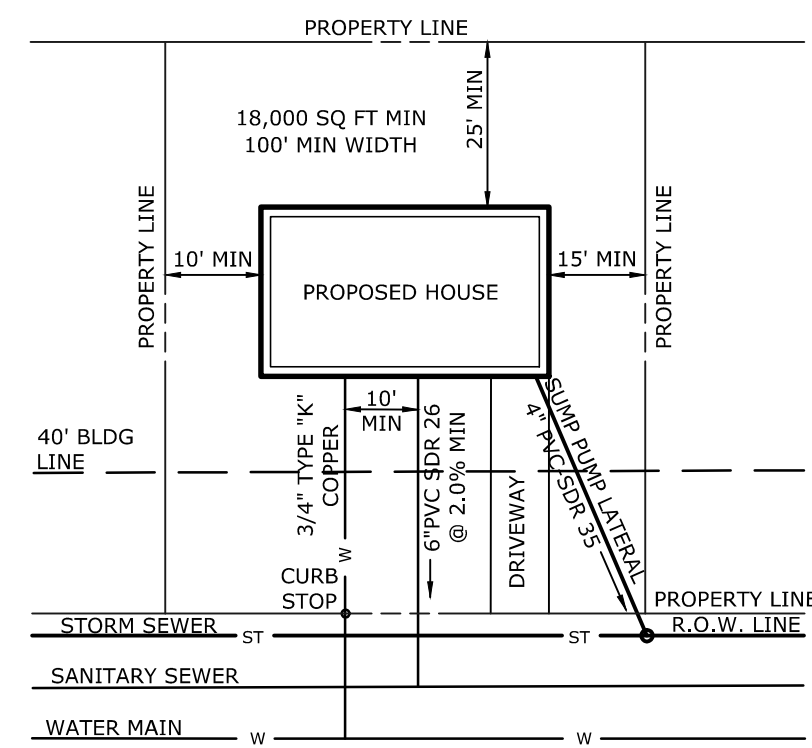 PROPERTY LINE
18,000 SQ FT MIN
100' MIN WIDTH
25' MIN
PROPERTY LINE
PROPERTY LINE
10' MIN
15' MIN
PROPOSED HOUSE
10'
MIN
3/4" TYPE "K"
COPPER
6"PVC SDR 26
@ 2.0% MIN
SUMP PUMP LATERAL
4" PVC-SDR 35
40' BLDG
LINE
DRIVEWAY
W
CURB
STOP
PROPERTY LINE
R.O.W. LINE
STORM SEWER
ST
ST
SANITARY SEWER
WATER MAIN
W
W